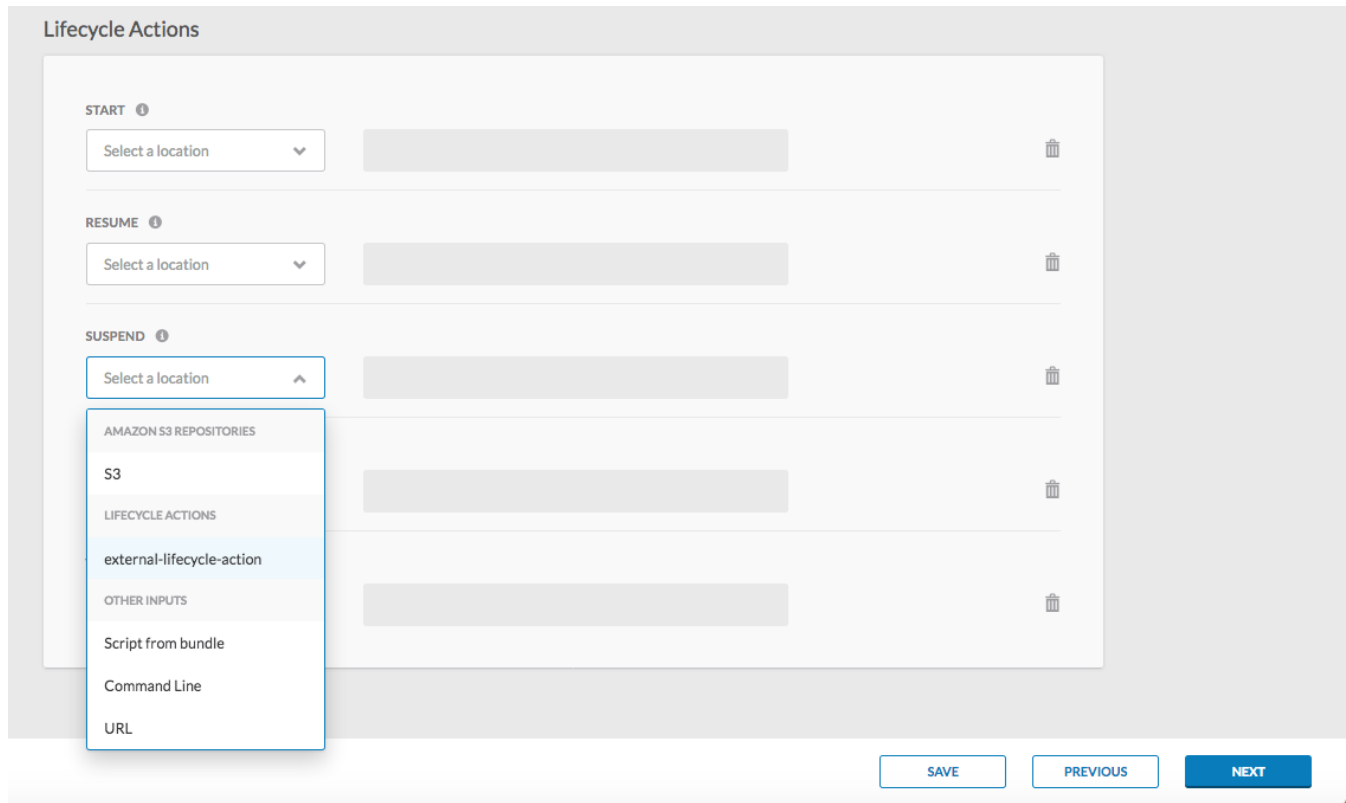 Lifecycle Actions
START
Select a location
RESUME
Select a location
SUSPEND
Select a location
AMAZON S3 REPOSITORIES
S3
LIFECYCLE ACTIONS
external-lifecycle-action
OTHER INPUTS
Script from bundle
Command Line
URL
SAVE
PREVIOUS
NEXT